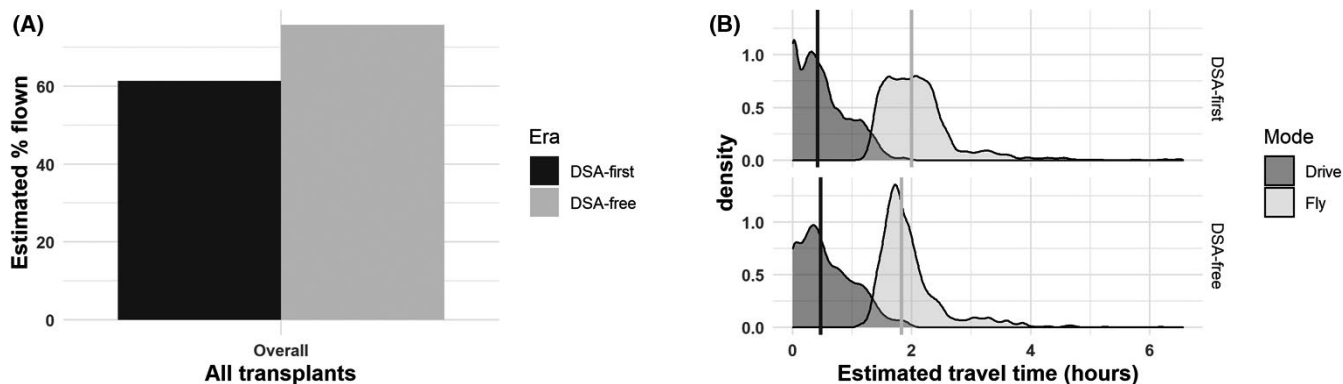 (A)
Estimated % flown
60
40
20
0
Overall
All transplants
Era
DSA-first
DSA-free
(B)
density
1.0
0.5
0.0
DSA-first
1.0
0.5
0.0
DSA-free
0 2 4 6
Estimated travel time (hours)
Mode
Drive
Fly